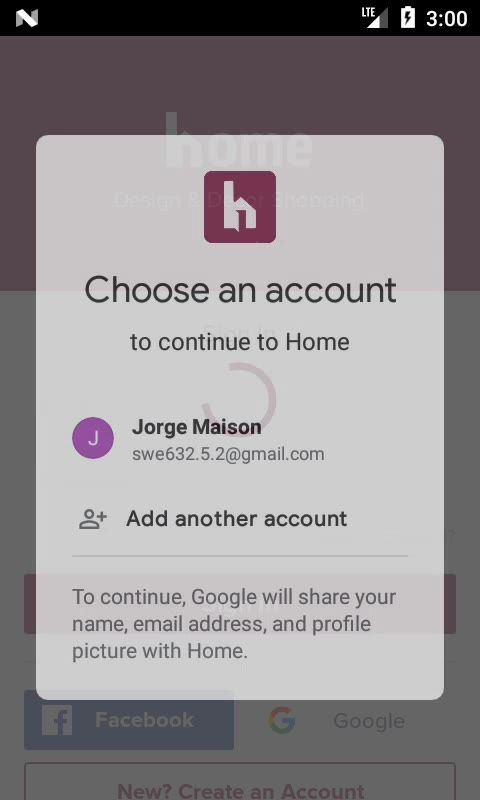 LTE
3:00
home
Design & Decor Shopping
Choose an account
Sign In
to continue to Home
J
Jorge Maison
swe632.5.2@gmail.com
Add another account
To continue, Google will share your
name, email address, and profile
picture with Home.
Facebook
Google
New? Create an Account